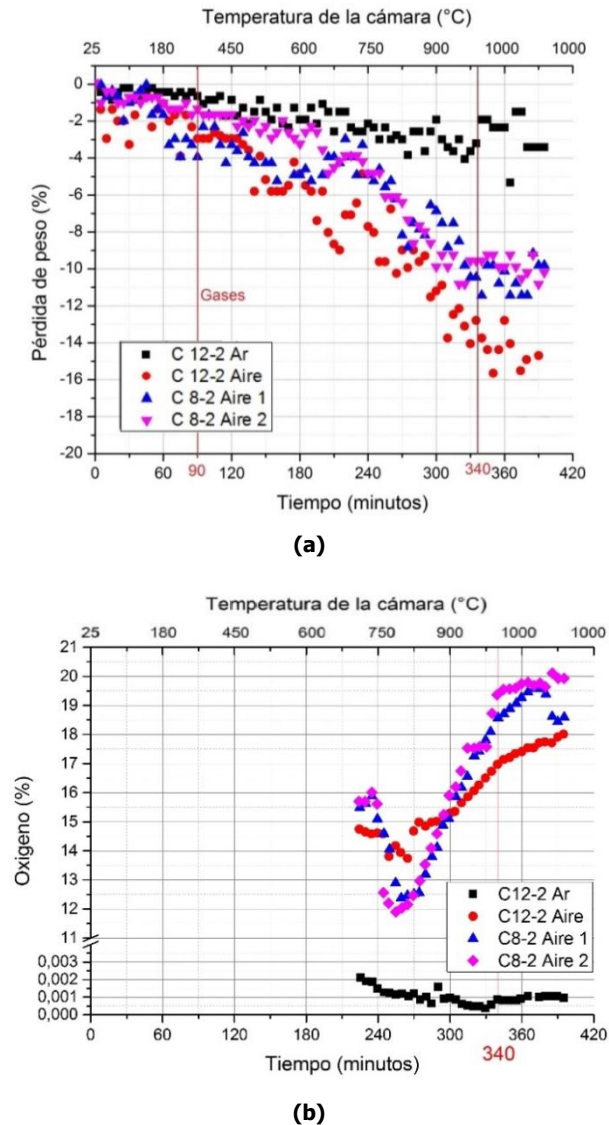 Temperatura de la cámara (°C)
25 180 450 600 750 900 1000 1000
0
-2
-4
-6
-8
-10
-12
-14
-16
-18
-20
Pérdida de peso (%)
Gases
C 12-2 Ar
C 12-2 Aire
C 8-2 Aire 1
C 8-2 Aire 2
0 60 90 120 180 240 300 340 360 420
Tiempo (minutos)
(a)
Temperatura de la cámara (°C)
25 180 450 600 750 900 1000 1000
21
20
19
18
17
16
15
14
13
12
11
0,003
0,002
0,001
0,000
Oxigeno (%)
C12-2 Ar
C12-2 Aire
C8-2 Aire 1
C8-2 Aire 2
0 60 120 180 240 300 360 420
340
Tiempo (minutos)
(b)